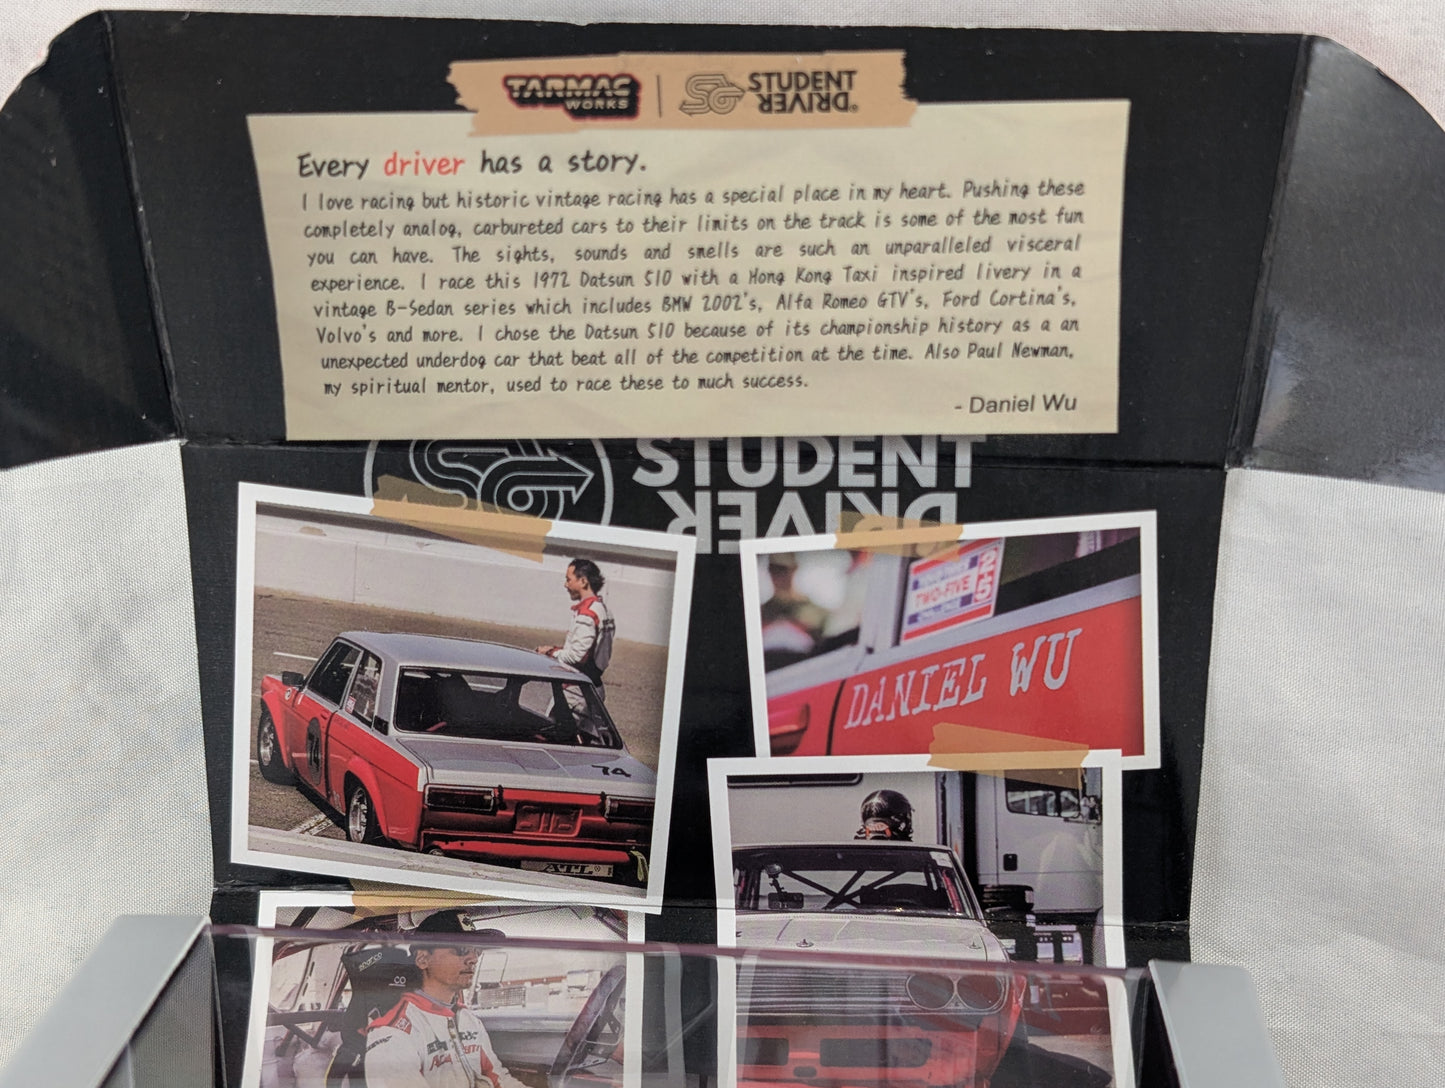 TARMAC
WORKS
STUDENT
DRIVER
Every driver has a story.
I love racing but historic vintage racing has a special place in my heart. Pushing these
completely analog, carbureted cars to their limits on the track is some of the most fun
you can have. The sights, sounds and smells are such an unparalleled visceral
experience. I race this 1972 Datsun 510 with a Hong Kong Taxi inspired livery in a
vintage B-Sedan series which includes BMW 2002's, Alfa Romeo GTV's, Ford Cortina's,
Volvo's and more. I chose the Datsun 510 because of its championship history as a an
unexpected underdog car that beat all of the competition at the time. Also Paul Newman,
my spiritual mentor, used to race these to much success.
- Daniel Wu
STUDENT
DRIVER
TWO-FIVE
2-5
DANIEL WU
74
74